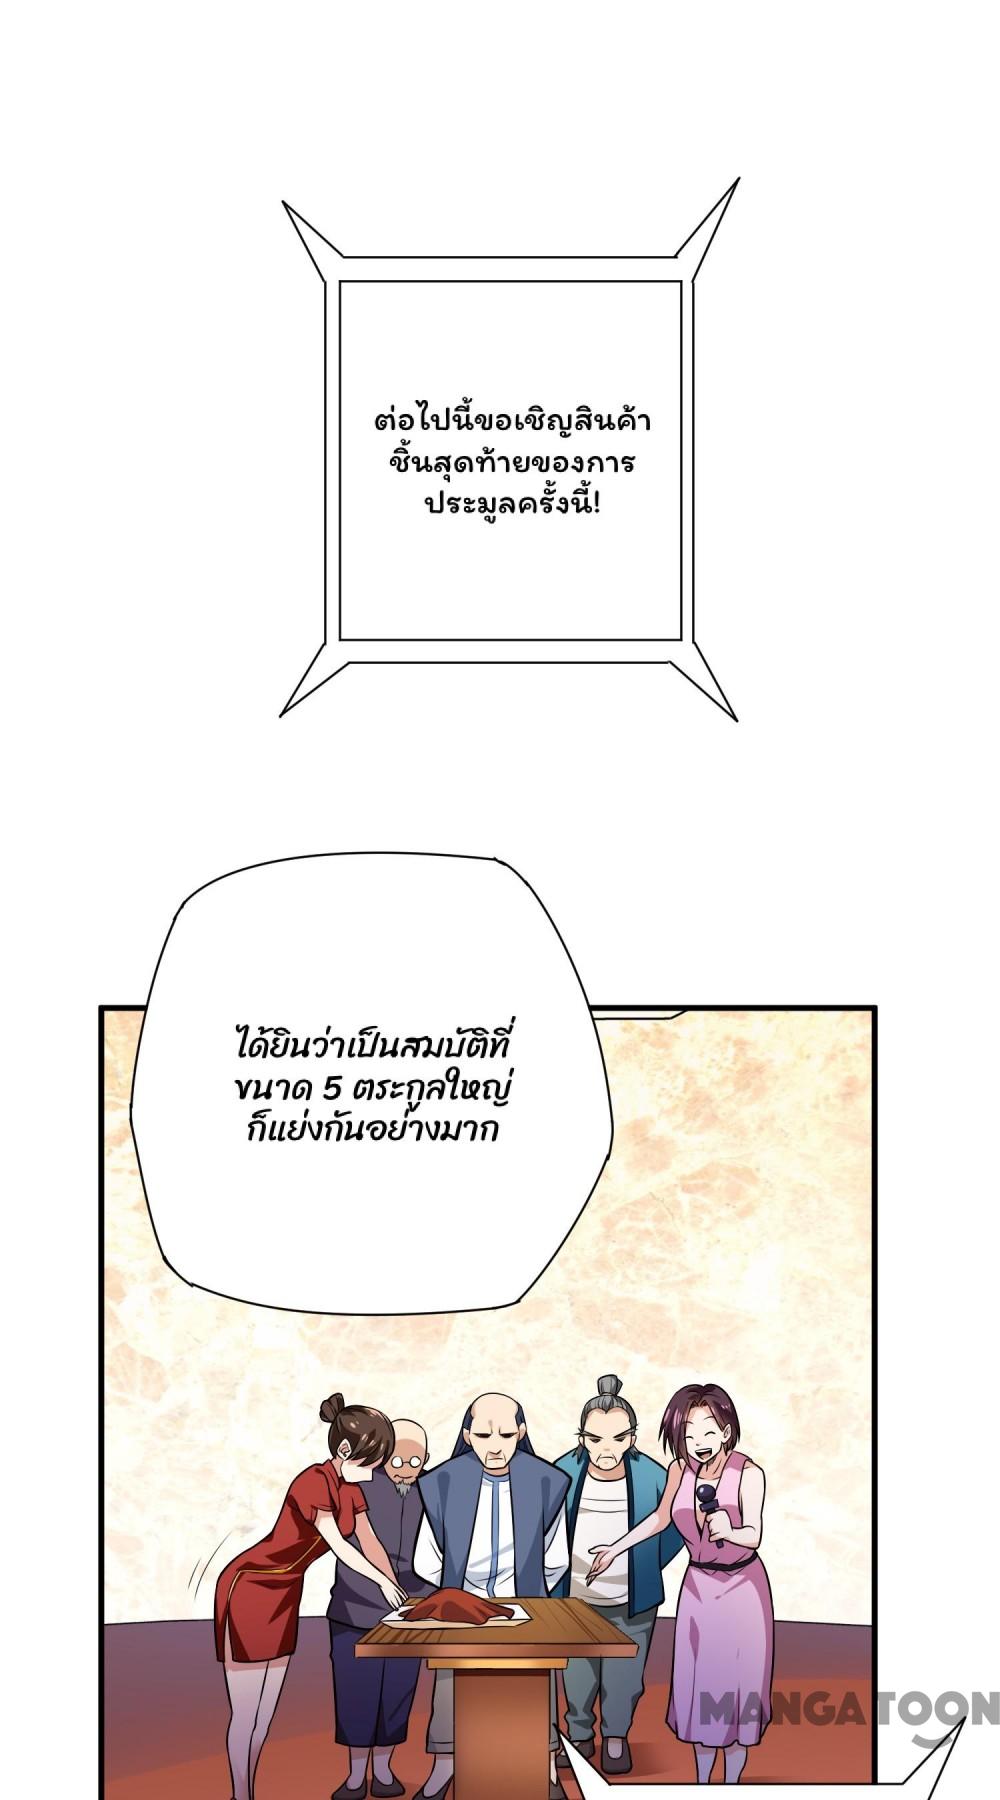 ต่อไปนี้ขอเชิญสินค้า
ชิ้นสุดท้ายของการ
ประมูลครั้งนี้!
ได้ยินว่าเป็นสมบัติที่
ขนาด 5 ตระกูลใหญ่
ก็แย่งกันอย่างมาก
MANGATOON